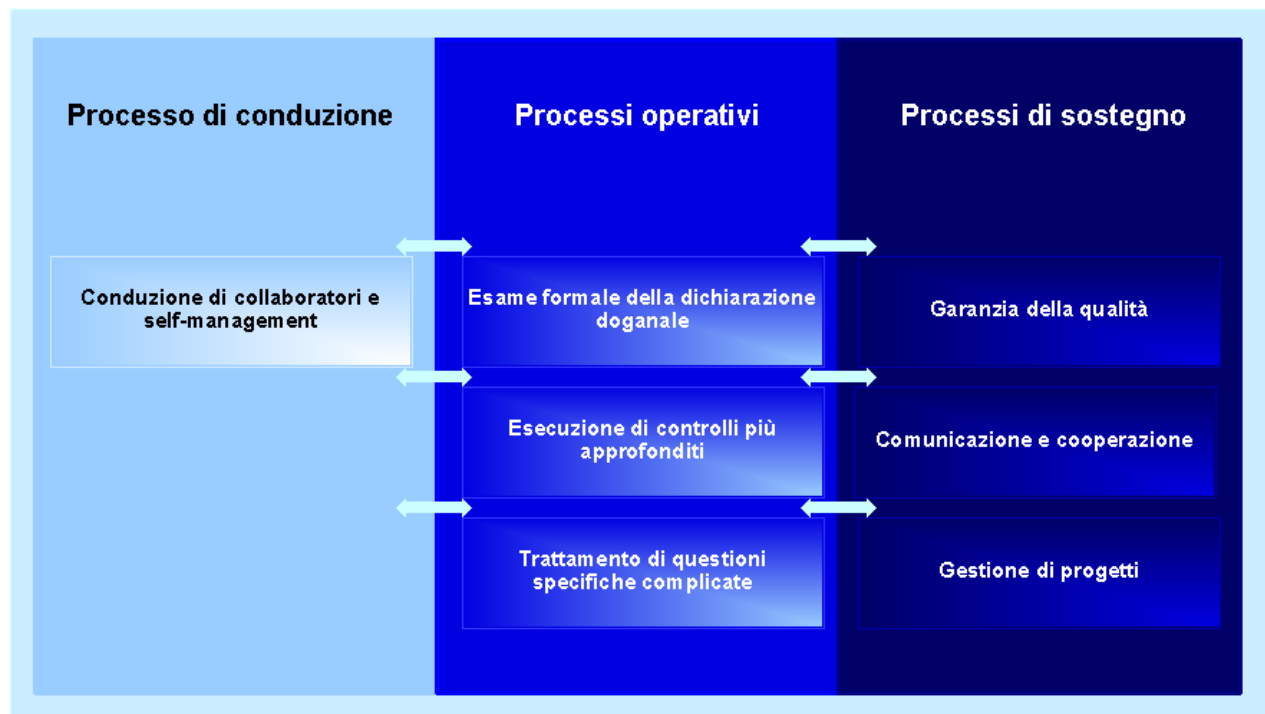 Processo di conduzione
Processi operativi
Processi di sostegno
Conduzione di collaboratori e
self-management
Esame formale della dichiarazione
doganale
Garanzia della qualità
Esecuzione di controlli più
approfonditi
Comunicazione e cooperazione
Trattamento di questioni
specifiche complicate
Gestione di progetti